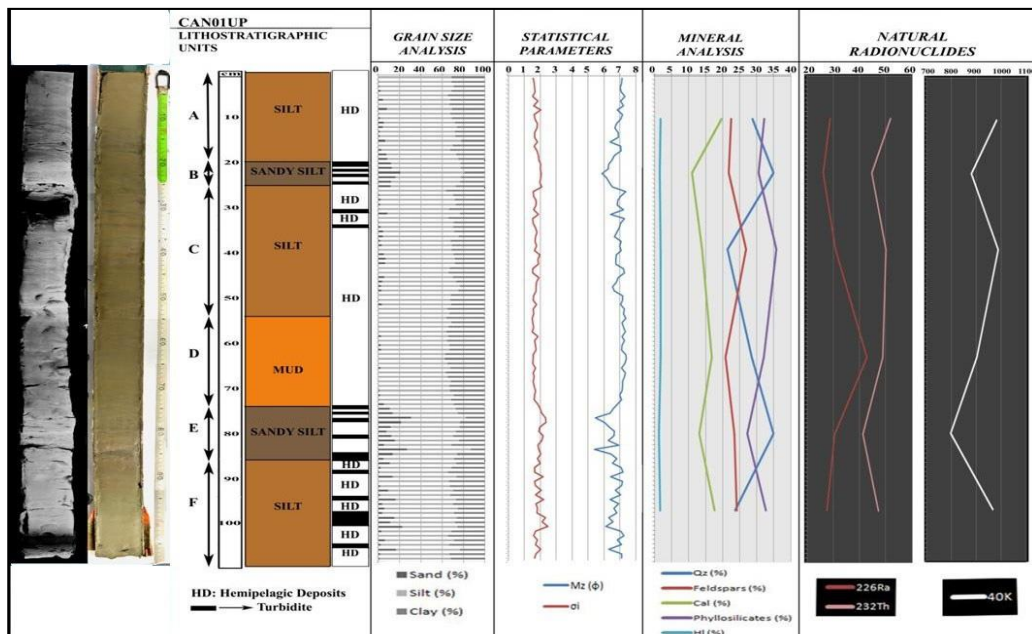 CAN01UP
LITHOSTRATIGRAPHIC
UNITS
GRAIN SIZE
ANALYSIS
STATISTICAL
PARAMETERS
MINERAL
ANALYSIS
NATURAL
RADIONUCLIDES
cm
0 20 40 60 80 100
0 1 2 3 4 5 6 7 8
0 5 10 15 20 25 30 35 40
20 30 40 50 60
700 800 900 1000 1100
A
SILT
HD
10
20
B
SANDY SILT
30
HD
HD
C
SILT
40
50
HD
D
MUD
60
70
E
SANDY SILT
80
HD
90
HD
F
SILT
HD
100
HD
HD
HD: Hemipelagic Deposits
Turbidite
Sand (%)
Silt (%)
Clay (%)
Mz (ϕ)
σi
Qz (%)
Feldspars (%)
Cal (%)
Phyllosilicates (%)
Hl (%)
226Ra
232Th
40K